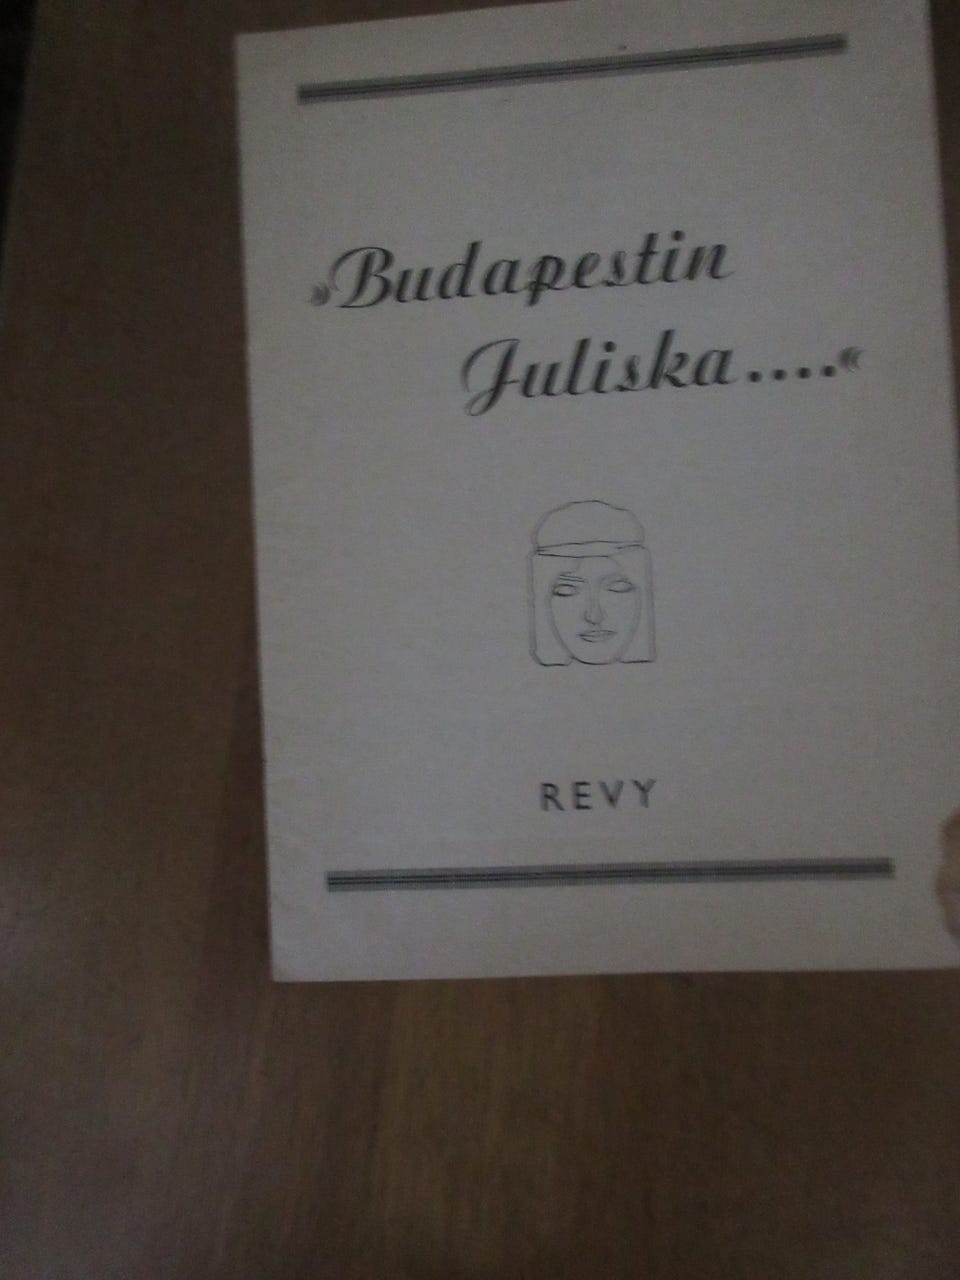 »Budapestin
Juliska....«
REVY